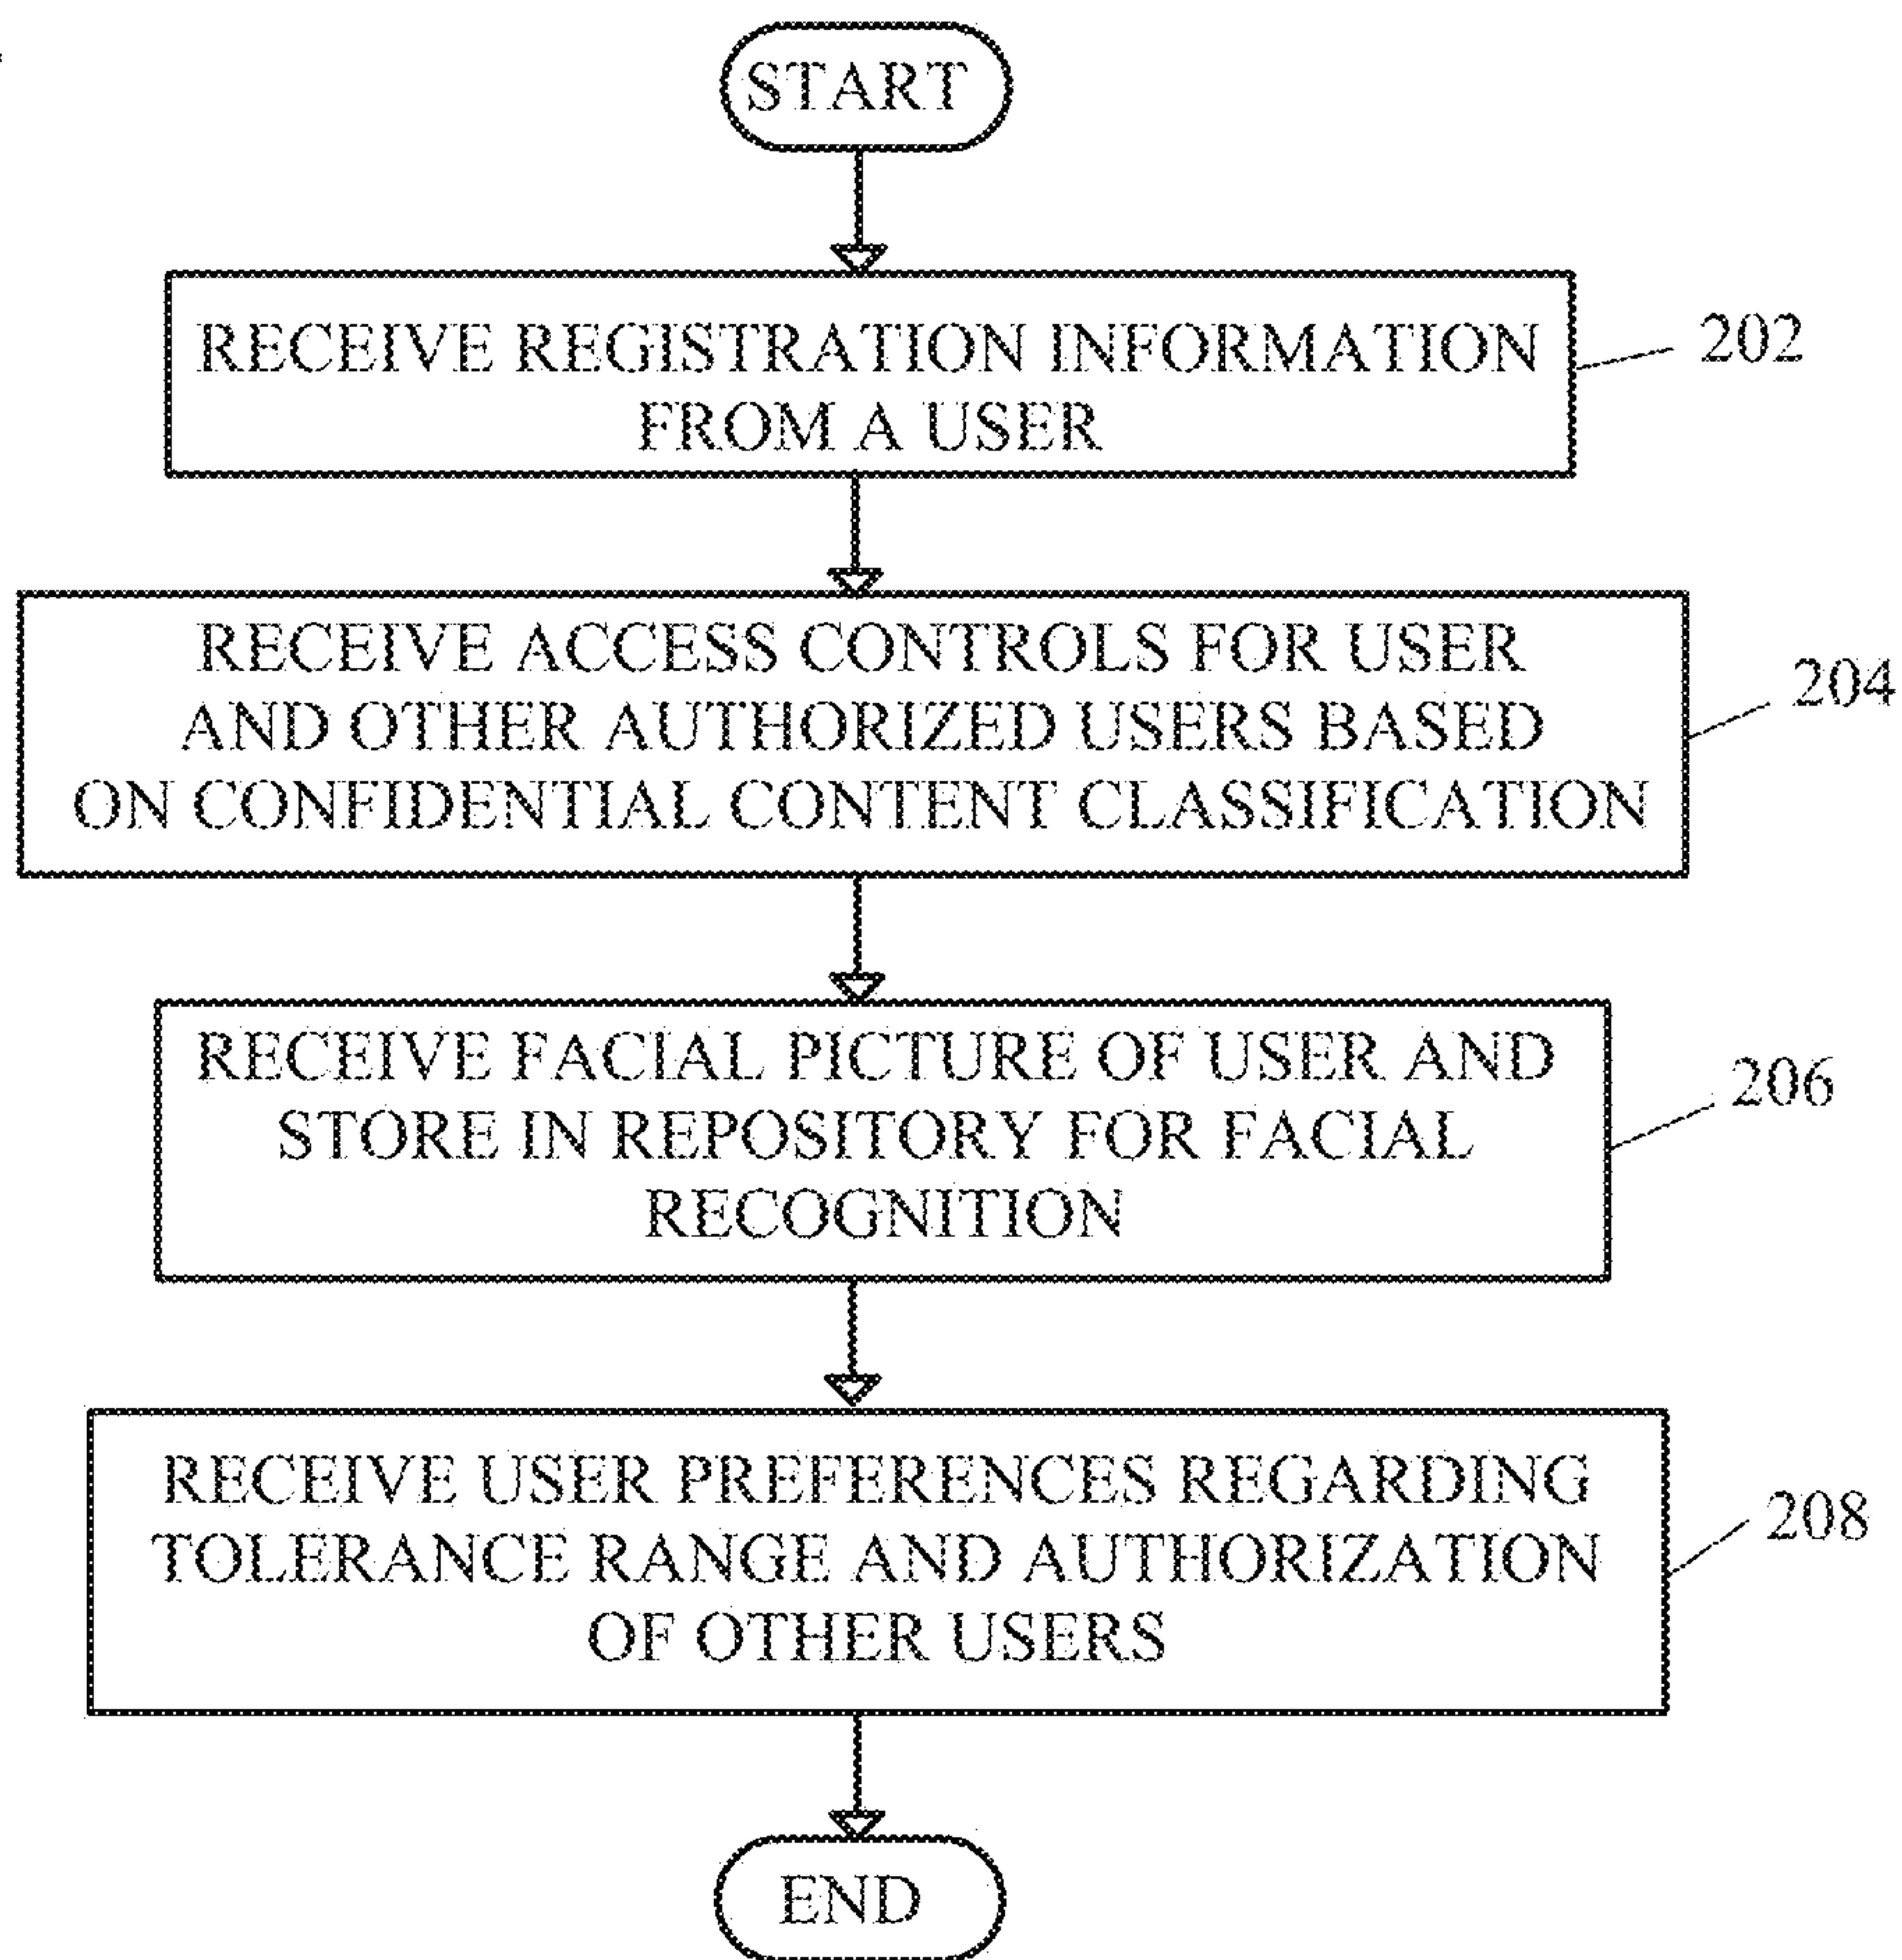 START
RECEIVE REGISTRATION INFORMATION
FROM A USER
202
RECEIVE ACCESS CONTROLS FOR USER
AND OTHER AUTHORIZED USERS BASED
ON CONFIDENTIAL CONTENT CLASSIFICATION
204
RECEIVE FACIAL PICTURE OF USER AND
STORE IN REPOSITORY FOR FACIAL
RECOGNITION
206
RECEIVE USER PREFERENCES REGARDING
TOLERANCE RANGE AND AUTHORIZATION
OF OTHER USERS
208
END